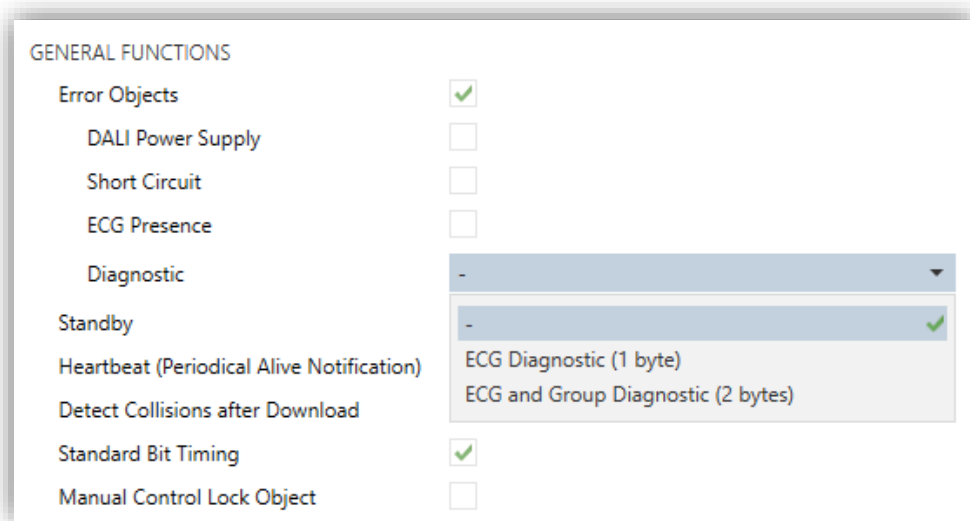 GENERAL FUNCTIONS
Error Objects
DALI Power Supply
Short Circuit
ECG Presence
Diagnostic -
Standby -
Heartbeat (Periodical Alive Notification) ECG Diagnostic (1 byte)
Detect Collisions after Download ECG and Group Diagnostic (2 bytes)
Standard Bit Timing
Manual Control Lock Object